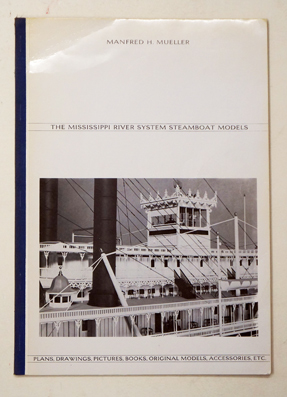 MANFRED H. MUELLER
THE MISSISSIPPI RIVER SYSTEM STEAMBOAT MODELS
PLANS, DRAWINGS, PICTURES, BOOKS, ORIGINAL MODELS, ACCESSORIES, ETC.